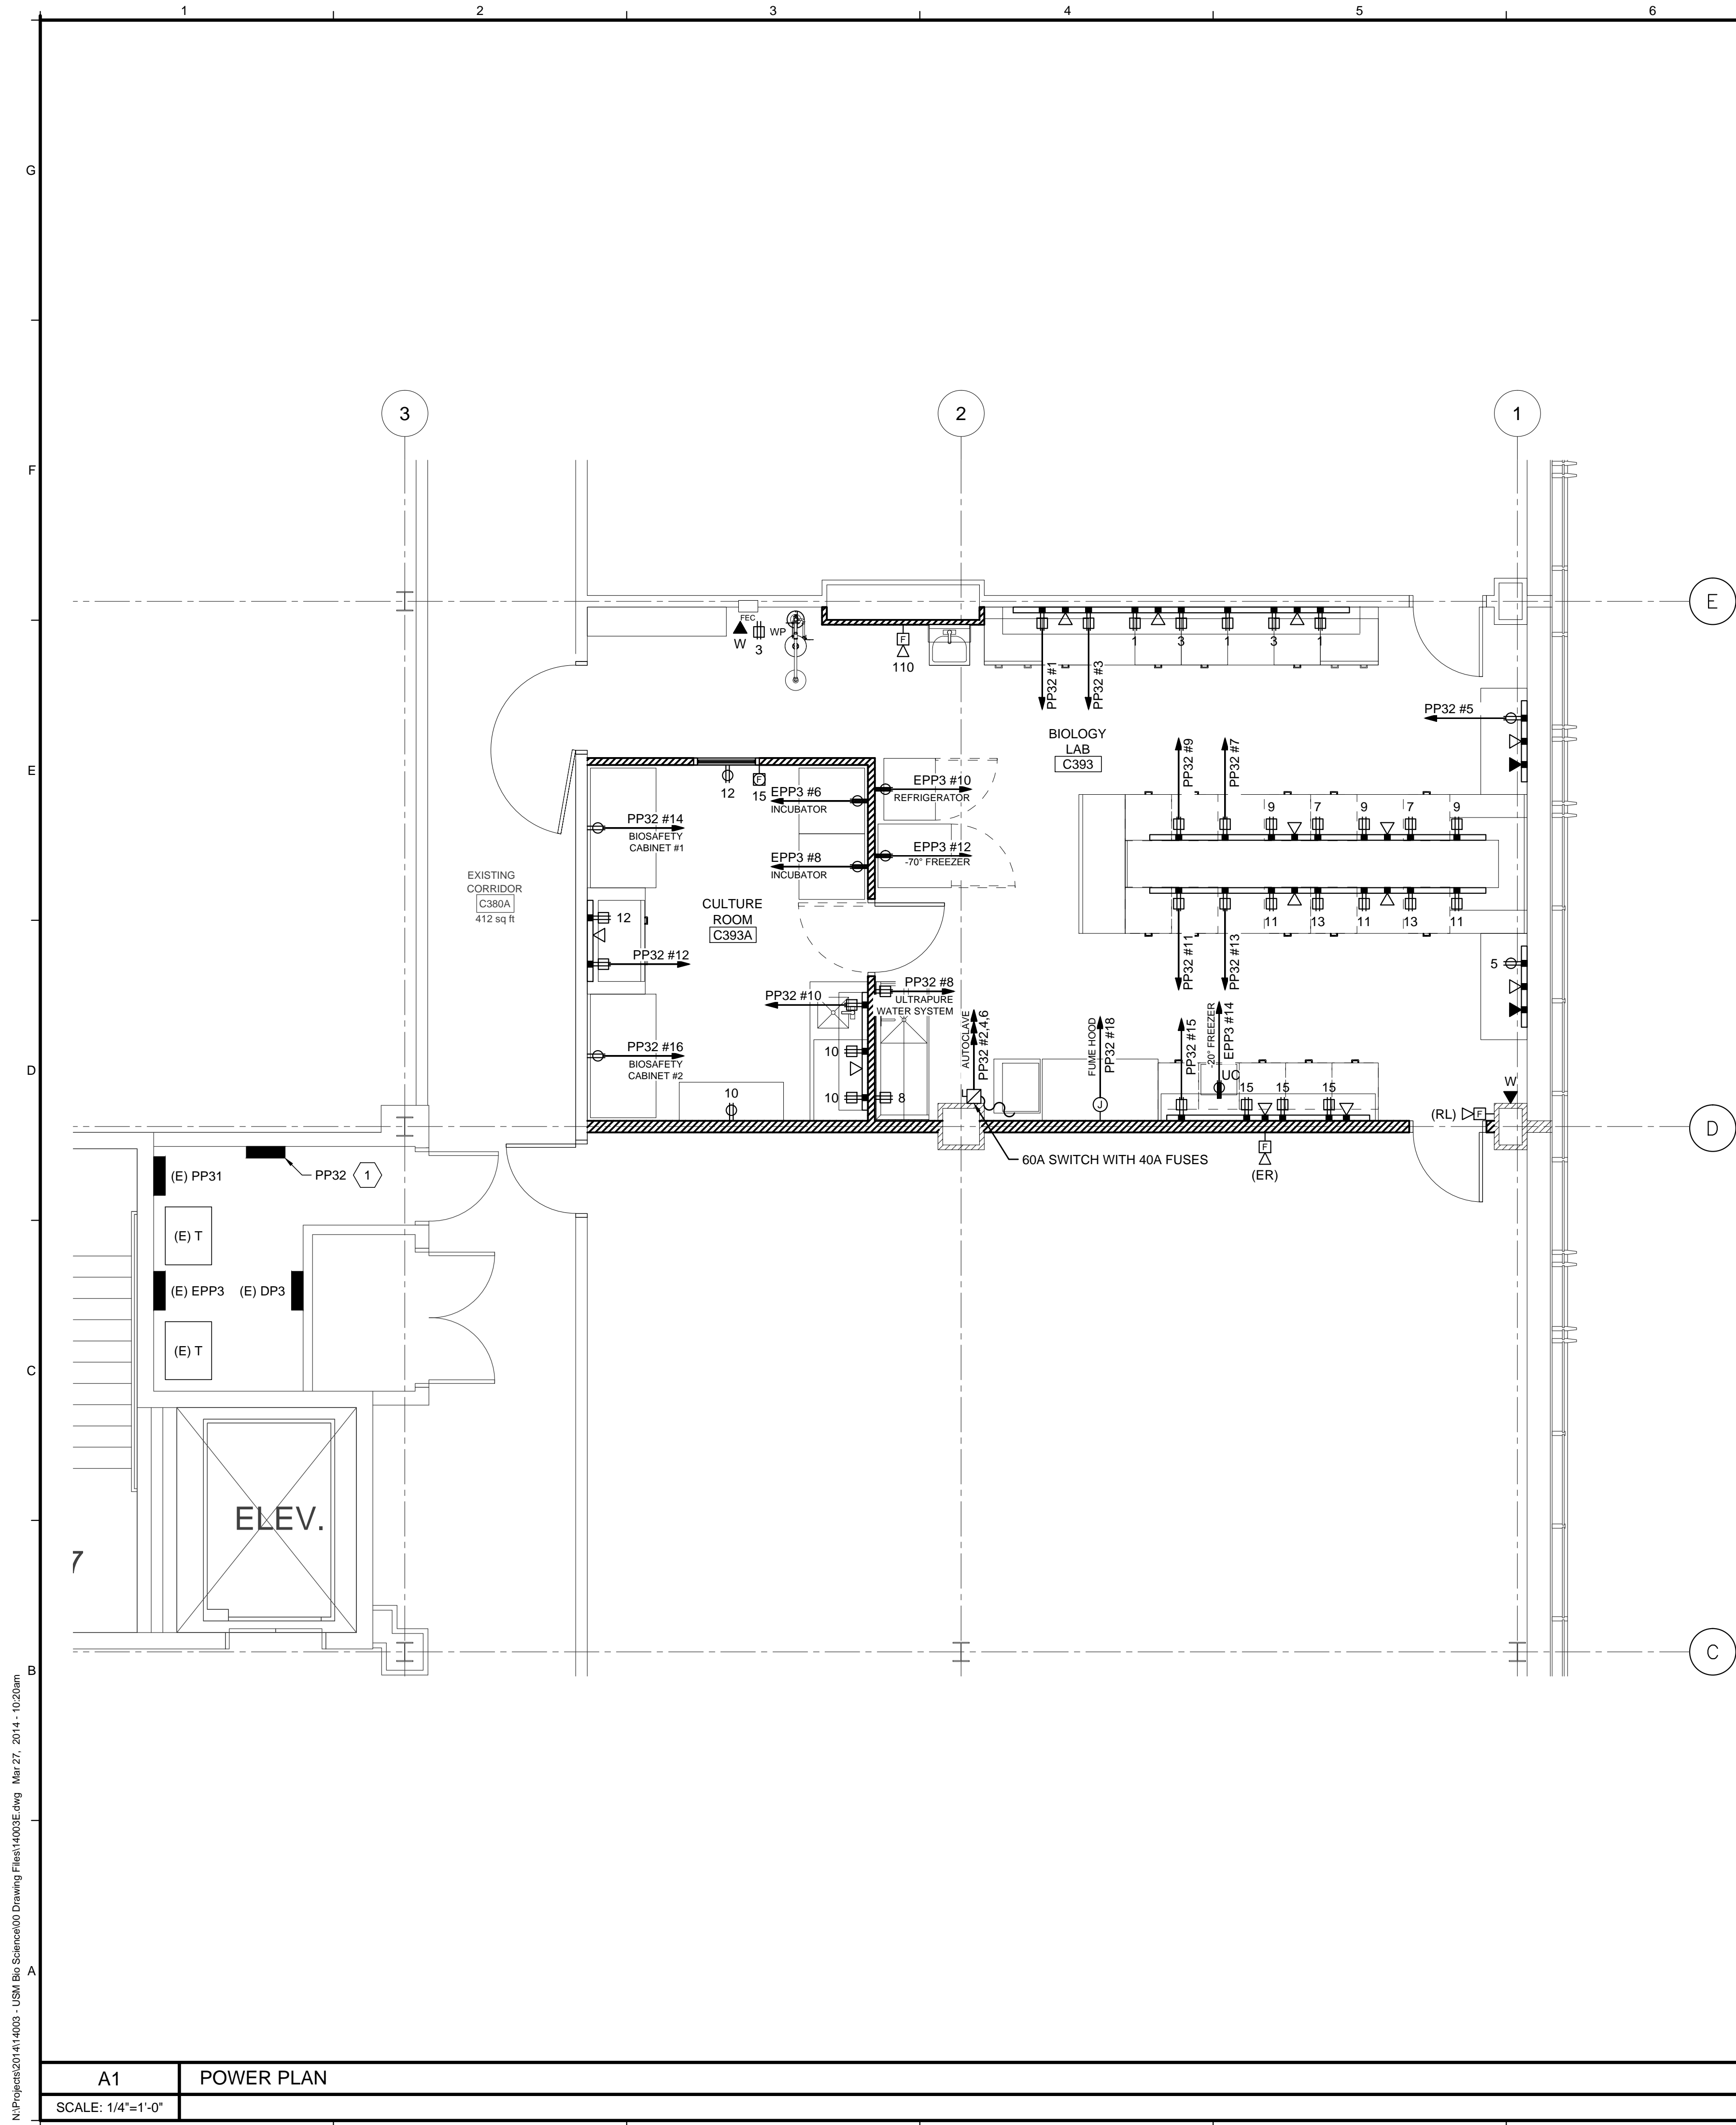 1 2 3 4 5 6
G
F
E
D
C
B
A
3
2
1
E
D
C
FEC
W
3
WP
F
110
1 3 1 3 1
PP32 #1
PP32 #3
PP32 #5
BIOLOGY
LAB
C393
PP32 #9
PP32 #7
12
F
15
EPP3 #6
INCUBATOR
EPP3 #10
REFRIGERATOR
PP32 #14
BIOSAFETY
CABINET #1
EPP3 #8
INCUBATOR
EPP3 #12
-70° FREEZER
9 7 9 7 9
EXISTING
CORRIDOR
C380A
412 sq ft
CULTURE
ROOM
C393A
12
PP32 #12
11 13 11 13 11
PP32 #11
PP32 #13
5
PP32 #10
PP32 #8
ULTRAPURE
WATER SYSTEM
AUTOCLAVE
PP32 #2,4,6
FUME HOOD
PP32 #18
PP32 #15
-20° FREEZER
EPP3 #14
UC
PP32 #16
BIOSAFETY
CABINET #2
10
10
10
8
J
15 15 15
W
(RL)
F
60A SWITCH WITH 40A FUSES
F
(ER)
(E) PP31
PP32
1
(E) T
(E) EPP3
(E) DP3
(E) T
ELEV.
7
A1
POWER PLAN
SCALE: 1/4"=1'-0"
N:\Projects\2014\14003 - USM Bio Science\00 Drawing Files\14003E.dwg Mar 27, 2014 - 10:20am